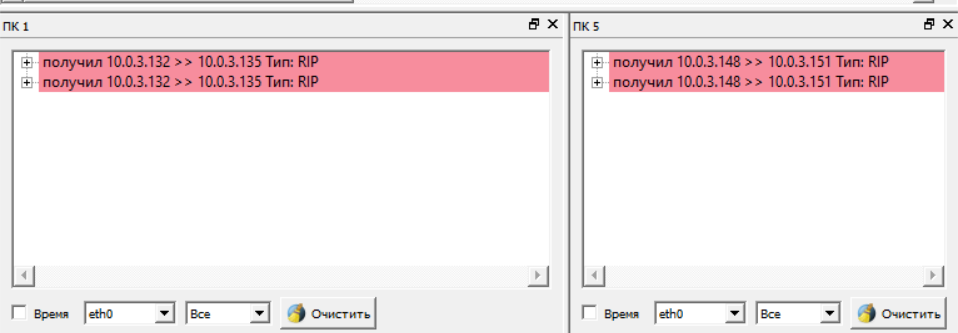 ПК 1
получил 10.0.3.132 >> 10.0.3.135 Тип: RIP
получил 10.0.3.132 >> 10.0.3.135 Тип: RIP
Время eth0 Все Очистить
ПК 5
получил 10.0.3.148 >> 10.0.3.151 Тип: RIP
получил 10.0.3.148 >> 10.0.3.151 Тип: RIP
Время eth0 Все Очистить